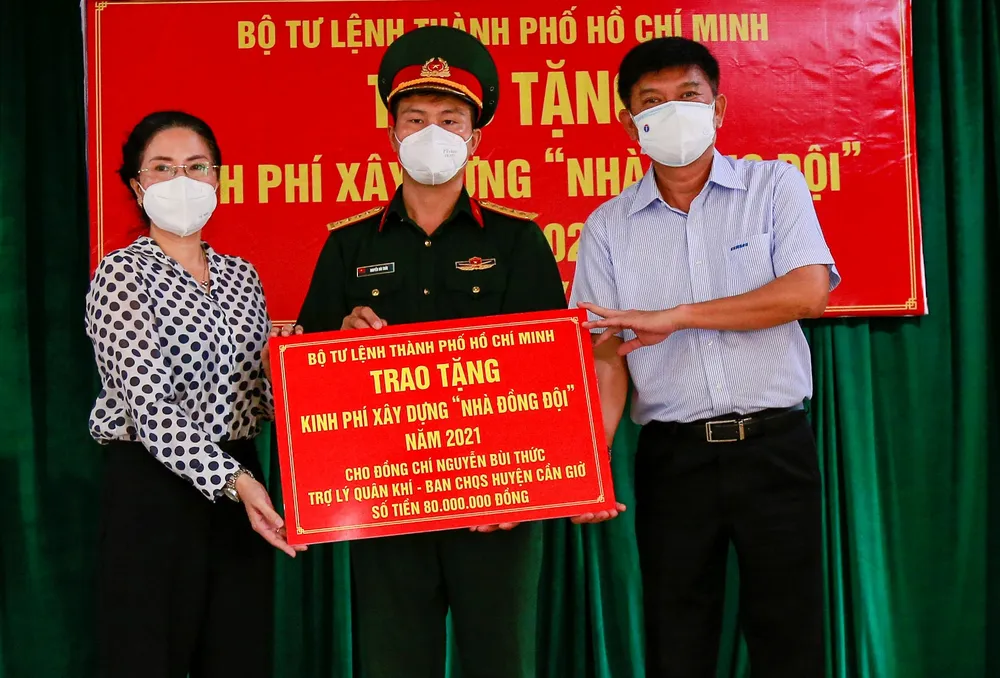 BỘ TƯ LỆNH THÀNH PHỐ HỒ CHÍ MINH
TẶNG
PHÍ XÂY DỰNG “NHÀ ĐỘI”
BỘ TƯ LỆNH THÀNH PHỐ HỒ CHÍ MINH
TRAO TẶNG
KINH PHÍ XÂY DỰNG “NHÀ ĐỒNG ĐỘI”
NĂM 2021
CHO ĐỒNG CHÍ NGUYỄN BÙI THỨC
TRỢ LÝ QUÂN KHÍ - BAN CHQS HUYỆN CẦN GIỜ
SỐ TIỀN 80.000.000 ĐỒNG